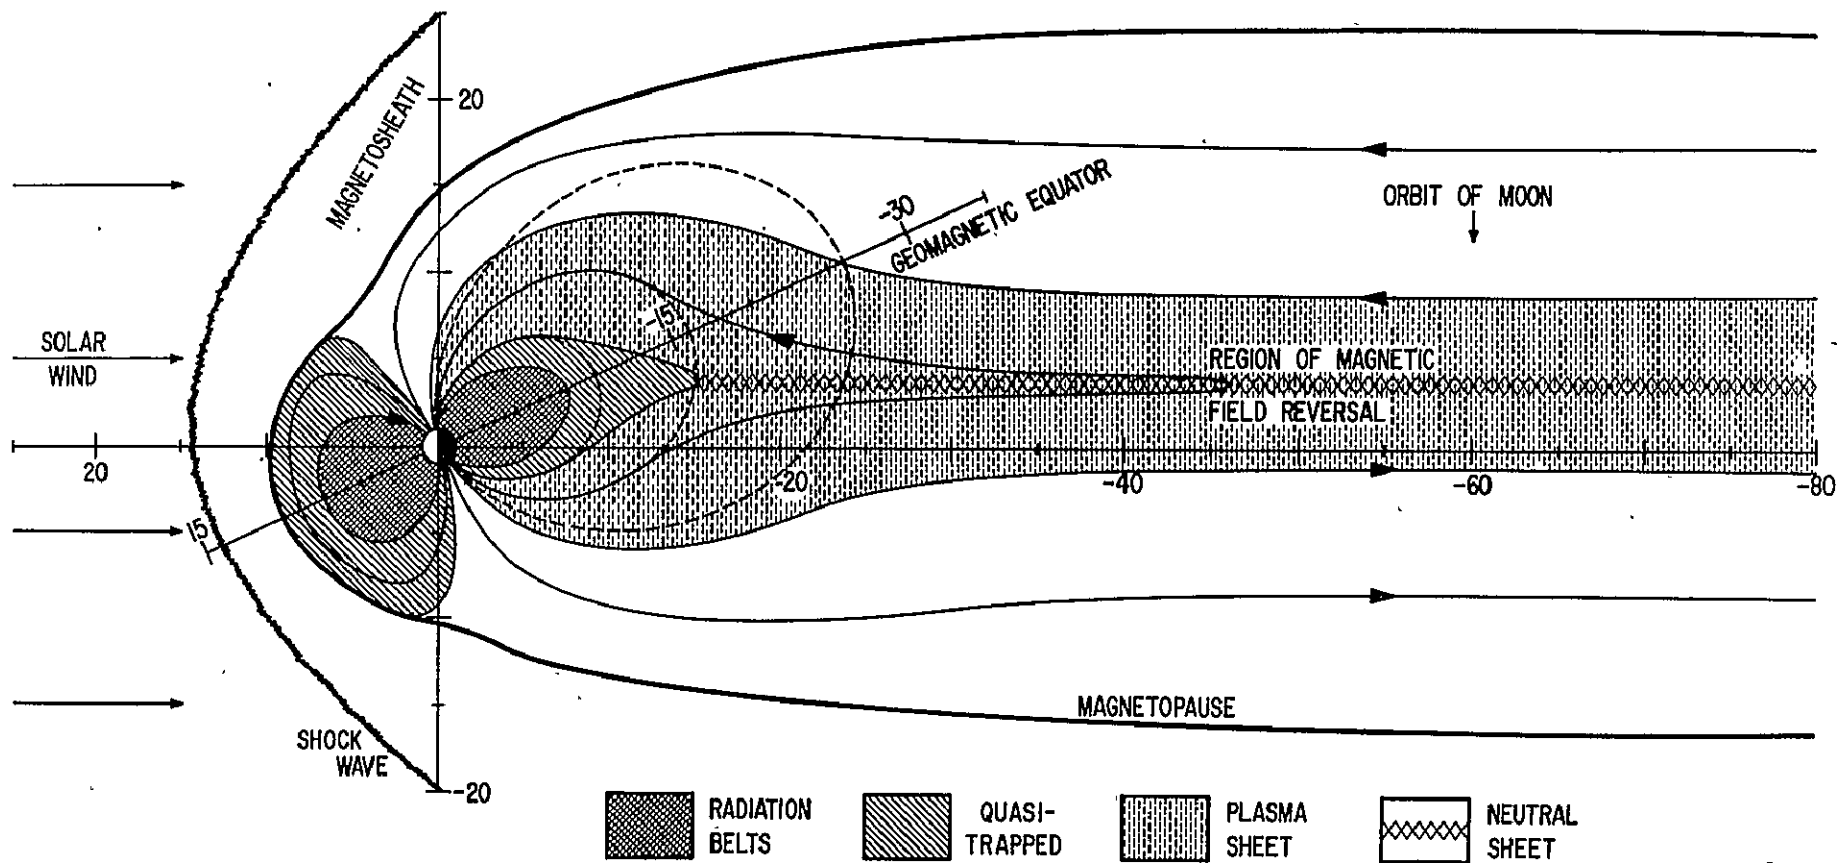 20
MAGNETOSHEATH
-30
GEOMAGNETIC EQUATOR
ORBIT OF MOON
-15
SOLAR
WIND
REGION OF MAGNETIC
FIELD REVERSAL
20
-20
-40
-60
-80
15
MAGNETOPAUSE
SHOCK
WAVE
-20
RADIATION
BELTS
QUASI-
TRAPPED
PLASMA
SHEET
NEUTRAL
SHEET